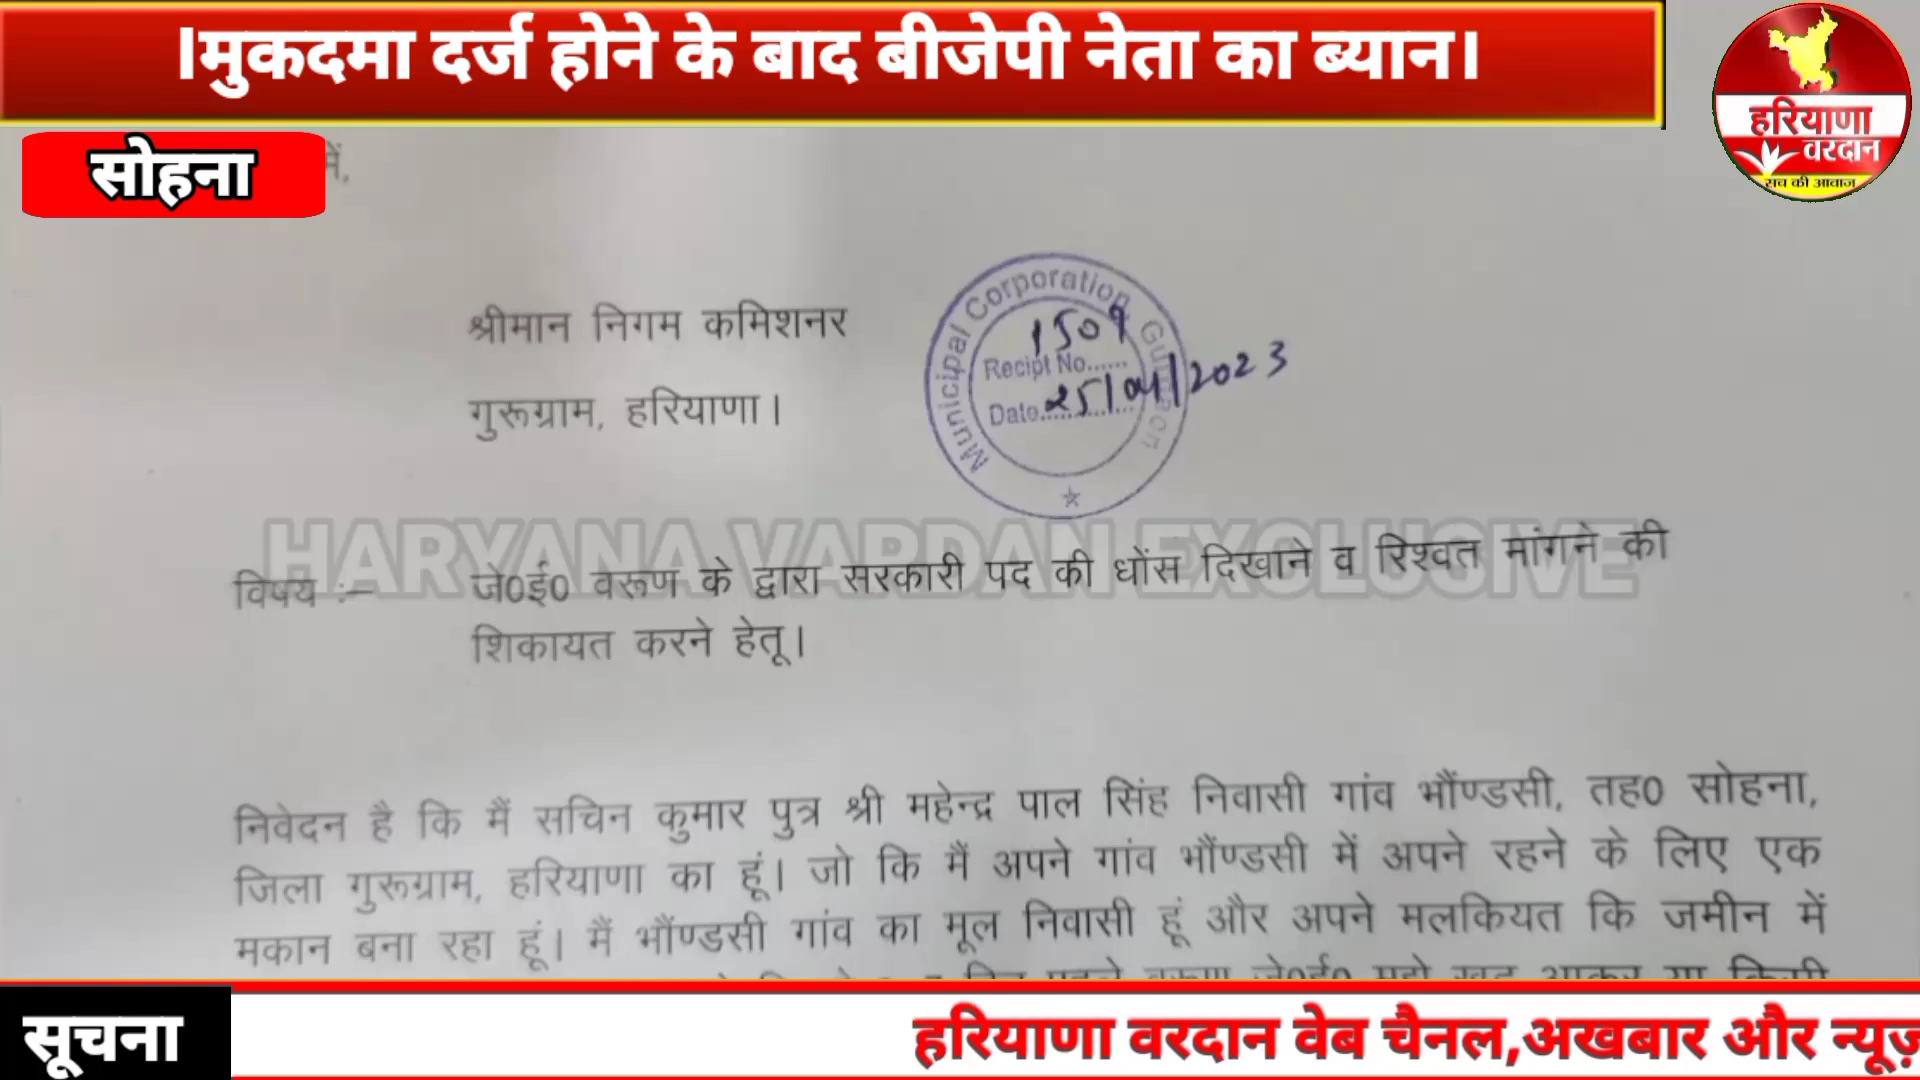 ।मुकदमा दर्ज होने के बाद बीजेपी नेता का ब्यान।
हरियाणा
वरदान
सच की आवाज
सोहना
में,
श्रीमान निगम कमिशनर
गुरूग्राम, हरियाणा।
Municipal Corporation Gurgaon
1509
Recipt No......
Date............
25/04/2023
HARYANA VARDAN EXCLUSIVE
विषय :– जे0ई0 वरूण के द्वारा सरकारी पद की धोंस दिखाने व रिश्वत मांगने की
शिकायत करने हेतू।
निवेदन है कि मैं सचिन कुमार पुत्र श्री महेन्द्र पाल सिंह निवासी गांव भौंण्डसी, तह0 सोहना,
जिला गुरूग्राम, हरियाणा का हूं। जो कि मैं अपने गांव भौंण्डसी में अपने रहने के लिए एक
मकान बना रहा हूं। मैं भौंण्डसी गांव का मूल निवासी हूं और अपने मलकियत कि जमीन में
सूचना
हरियाणा वरदान वेब चैनल,अखबार और न्यूज़